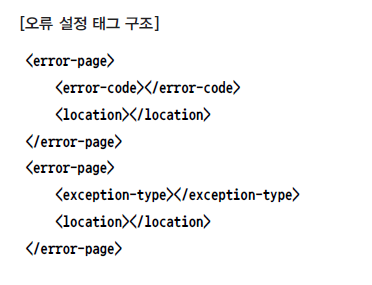 [오류 설정 태그 구조]
<error-page>
<error-code></error-code>
<location></location>
</error-page>
<error-page>
<exception-type></exception-type>
<location></location>
</error-page>